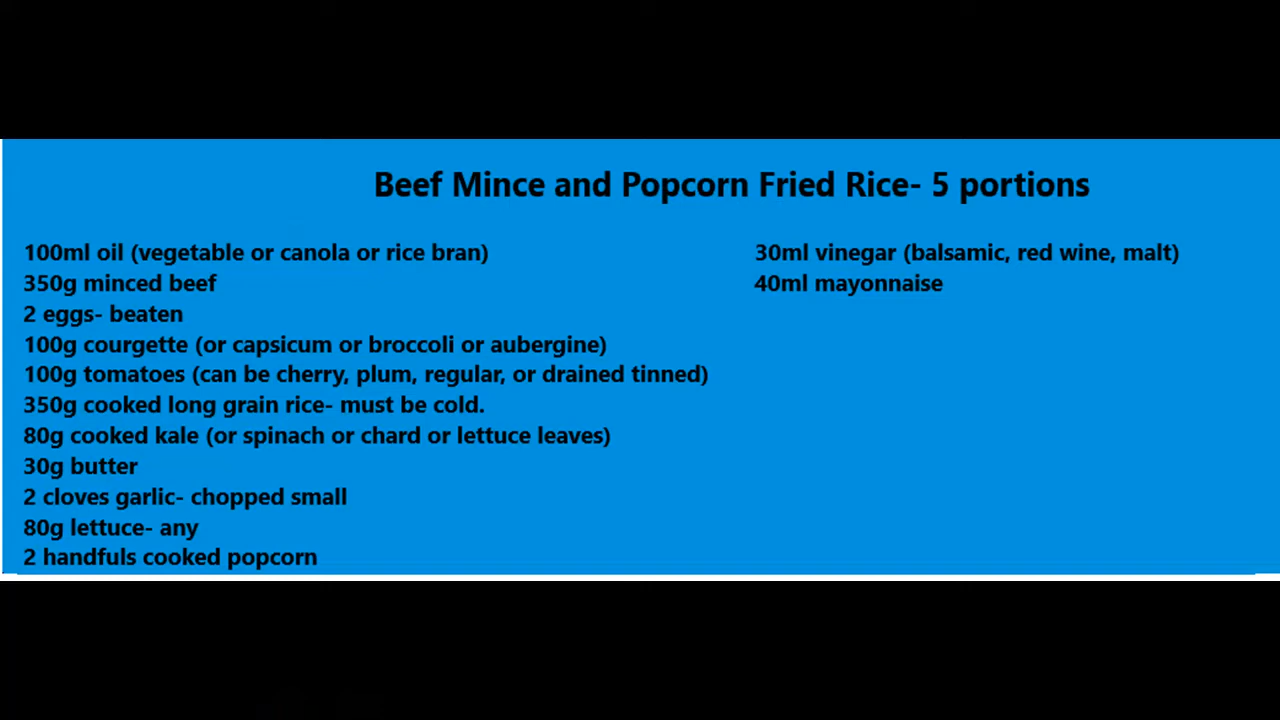 Beef Mince and Popcorn Fried Rice- 5 portions
100ml oil (vegetable or canola or rice bran)
350g minced beef
2 eggs- beaten
100g courgette (or capsicum or broccoli or aubergine)
100g tomatoes (can be cherry, plum, regular, or drained tinned)
350g cooked long grain rice- must be cold.
80g cooked kale (or spinach or chard or lettuce leaves)
30g butter
2 cloves garlic- chopped small
80g lettuce- any
2 handfuls cooked popcorn
30ml vinegar (balsamic, red wine, malt)
40ml mayonnaise